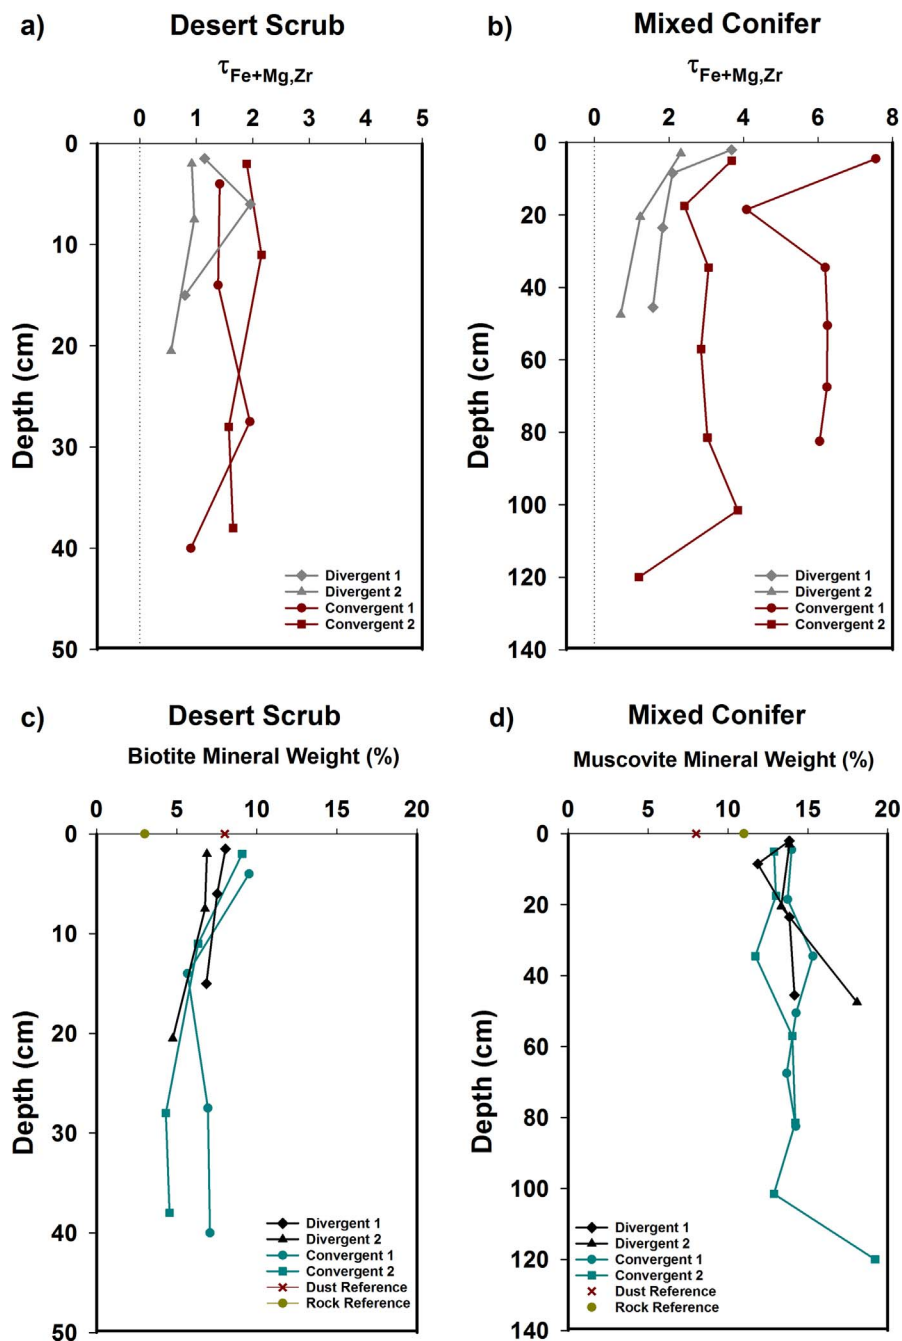 a)
Desert Scrub
τFe+Mg,Zr
0 1 2 3 4 5
Depth (cm)
0
10
20
30
40
50
Divergent 1
Divergent 2
Convergent 1
Convergent 2
b)
Mixed Conifer
τFe+Mg,Zr
0 2 4 6 8
Depth (cm)
0
20
40
60
80
100
120
140
Divergent 1
Divergent 2
Convergent 1
Convergent 2
c)
Desert Scrub
Biotite Mineral Weight (%)
0 5 10 15 20
Depth (cm)
0
10
20
30
40
50
Divergent 1
Divergent 2
Convergent 1
Convergent 2
Dust Reference
Rock Reference
d)
Mixed Conifer
Muscovite Mineral Weight (%)
0 5 10 15 20
Depth (cm)
0
20
40
60
80
100
120
140
Divergent 1
Divergent 2
Convergent 1
Convergent 2
Dust Reference
Rock Reference